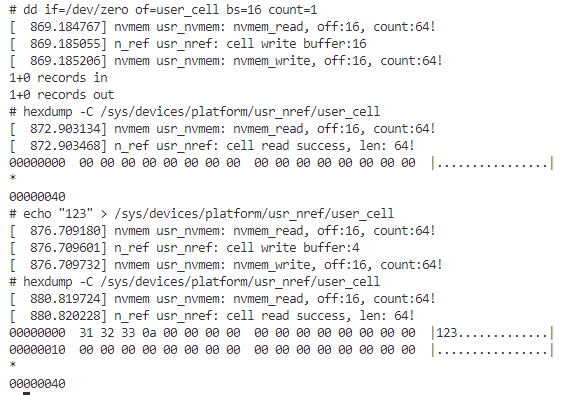 # dd if=/dev/zero of=user_cell bs=16 count=1
[  869.184767] nvmem usr_nvmem: nvmem_read, off:16, count:64!
[  869.185055] n_ref usr_nref: cell write buffer:16
[  869.185206] nvmem usr_nvmem: nvmem_write, off:16, count:64!
1+0 records in
1+0 records out
# hexdump -C /sys/devices/platform/usr_nref/user_cell
[  872.903134] nvmem usr_nvmem: nvmem_read, off:16, count:64!
[  872.903468] n_ref usr_nref: cell read success, len: 64!
00000000  00 00 00 00 00 00 00 00  00 00 00 00 00 00 00 00  |................|
*
00000040
# echo "123" > /sys/devices/platform/usr_nref/user_cell
[  876.709180] nvmem usr_nvmem: nvmem_read, off:16, count:64!
[  876.709601] n_ref usr_nref: cell write buffer:4
[  876.709732] nvmem usr_nvmem: nvmem_write, off:16, count:64!
# hexdump -C /sys/devices/platform/usr_nref/user_cell
[  880.819724] nvmem usr_nvmem: nvmem_read, off:16, count:64!
[  880.820228] n_ref usr_nref: cell read success, len: 64!
00000000  31 32 33 0a 00 00 00 00  00 00 00 00 00 00 00 00  |123.............|
00000010  00 00 00 00 00 00 00 00  00 00 00 00 00 00 00 00  |................|
*
00000040